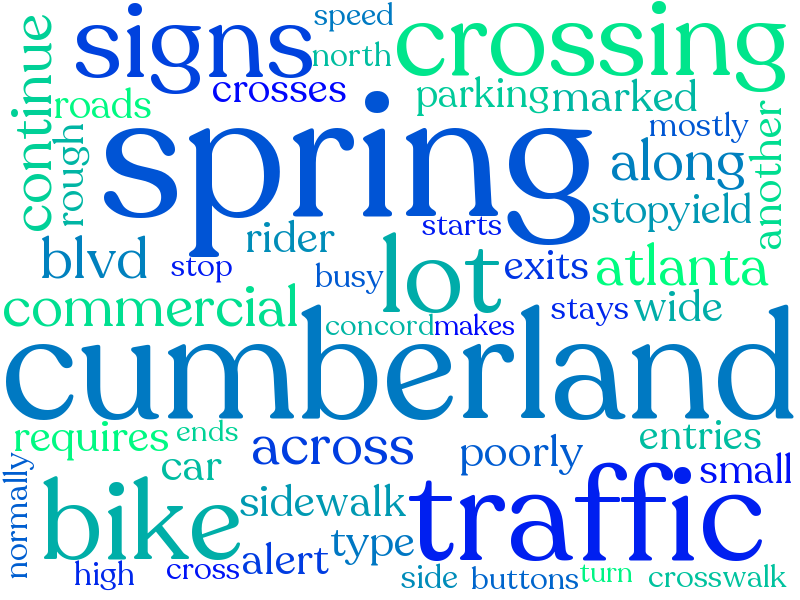 speed
signs
crossing
north
crosses
parking
marked
continue
roads
spring
mostly
rough
along
another
stopyield
starts
rider
blvd
stop
lot
exits
atlanta
busy
commercial
stays
wide
concord
makes
cumberland
requires
ends
across
entries
poorly
car
small
normally
bike
traffic
sidewalk
type
alert
high
cross
side
buttons
turn
crosswalk